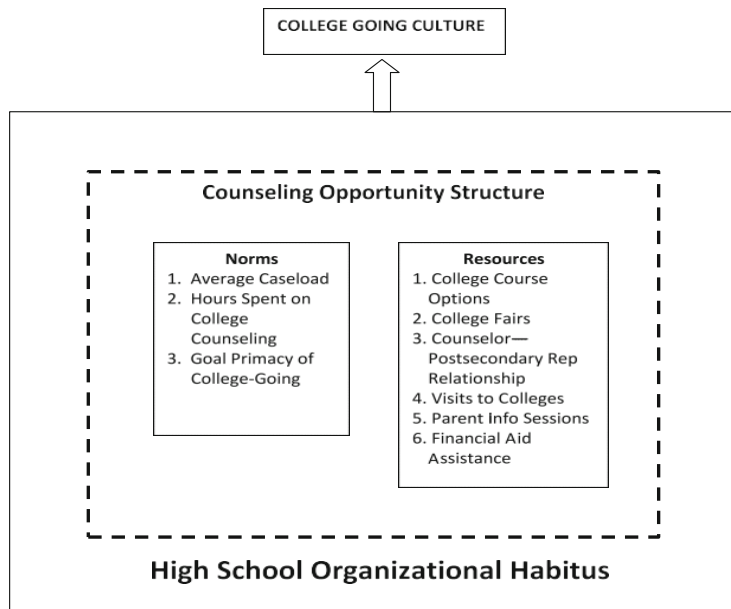 COLLEGE GOING CULTURE
Counseling Opportunity Structure
Norms
1. Average Caseload
2. Hours Spent on
College
Counseling
3. Goal Primacy of
College-Going
Resources
1. College Course
Options
2. College Fairs
3. Counselor—
Postsecondary Rep
Relationship
4. Visits to Colleges
5. Parent Info Sessions
6. Financial Aid
Assistance
High School Organizational Habitus